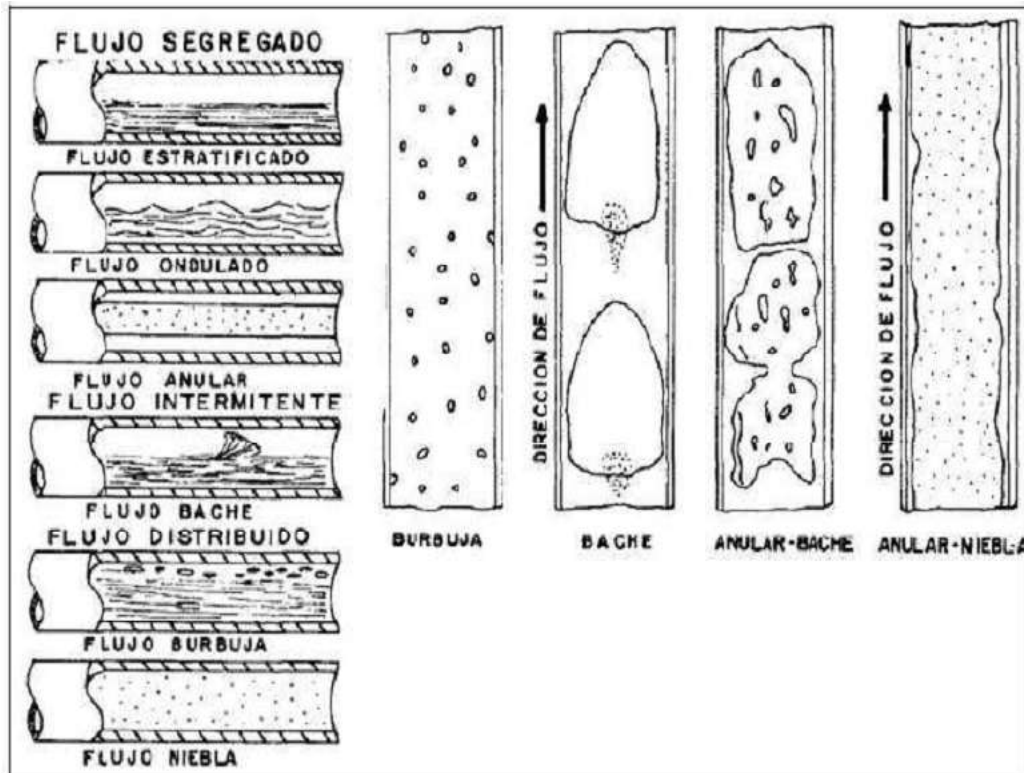 FLUJO SEGREGADO
FLUJO ESTRATIFICADO
FLUJO ONDULADO
FLUJO ANULAR
FLUJO INTERMITENTE
FLUJO BACHE
FLUJO DISTRIBUIDO
FLUJO BURBUJA
FLUJO NIEBLA
BURBUJA
DIRECCION DE FLUJO
BACHE
ANULAR-BACHE
DIRECCION DE FLUJO
ANULAR-NIEBLA